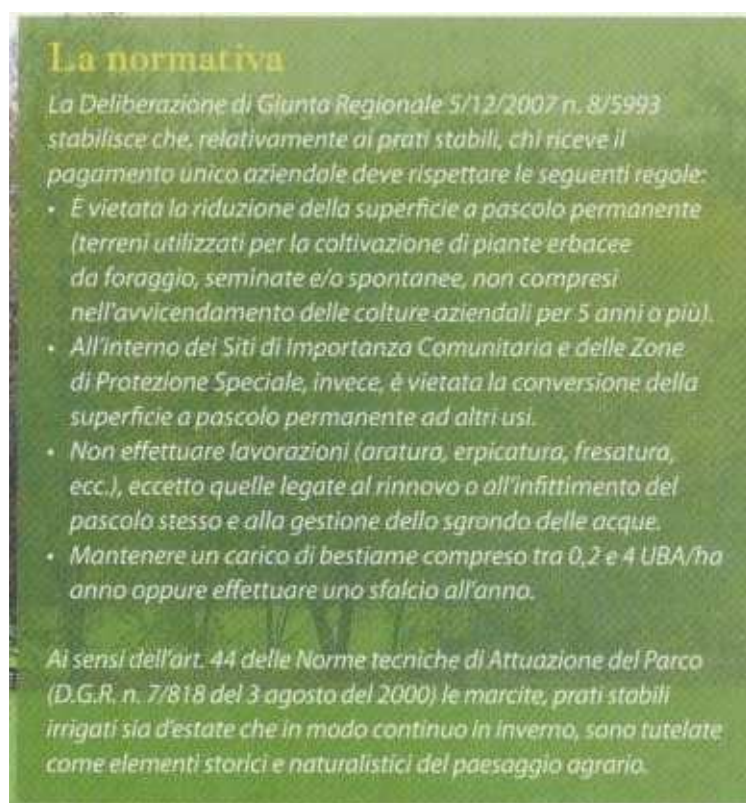 La normativa
La Deliberazione di Giunta Regionale 5/12/2007 n. 8/5993
stabilisce che, relativamente ai prati stabili, chi riceve il
pagamento unico aziendale deve rispettare le seguenti regole:
• È vietata la riduzione della superficie a pascolo permanente
(terreni utilizzati per la coltivazione di piante erbacee
da foraggio, seminate e/o spontanee, non compresi
nell'avvicendamento delle colture aziendali per 5 anni o più).
• All'interno dei Siti di Importanza Comunitaria e delle Zone
di Protezione Speciale, invece, è vietata la conversione della
superficie a pascolo permanente ad altri usi.
• Non effettuare lavorazioni (aratura, erpicatura, fresatura,
ecc.), eccetto quelle legate al rinnovo o all'infittimento del
pascolo stesso e alla gestione dello sgrondo delle acque.
• Mantenere un carico di bestiame compreso tra 0,2 e 4 UBA/ha
anno oppure effettuare uno sfalcio all'anno.
Ai sensi dell'art. 44 delle Norme tecniche di Attuazione del Parco
(D.G.R. n. 7/818 del 3 agosto del 2000) le marcite, prati stabili
irrigati sia d'estate che in modo continuo in inverno, sono tutelate
come elementi storici e naturalistici del paesaggio agrario.